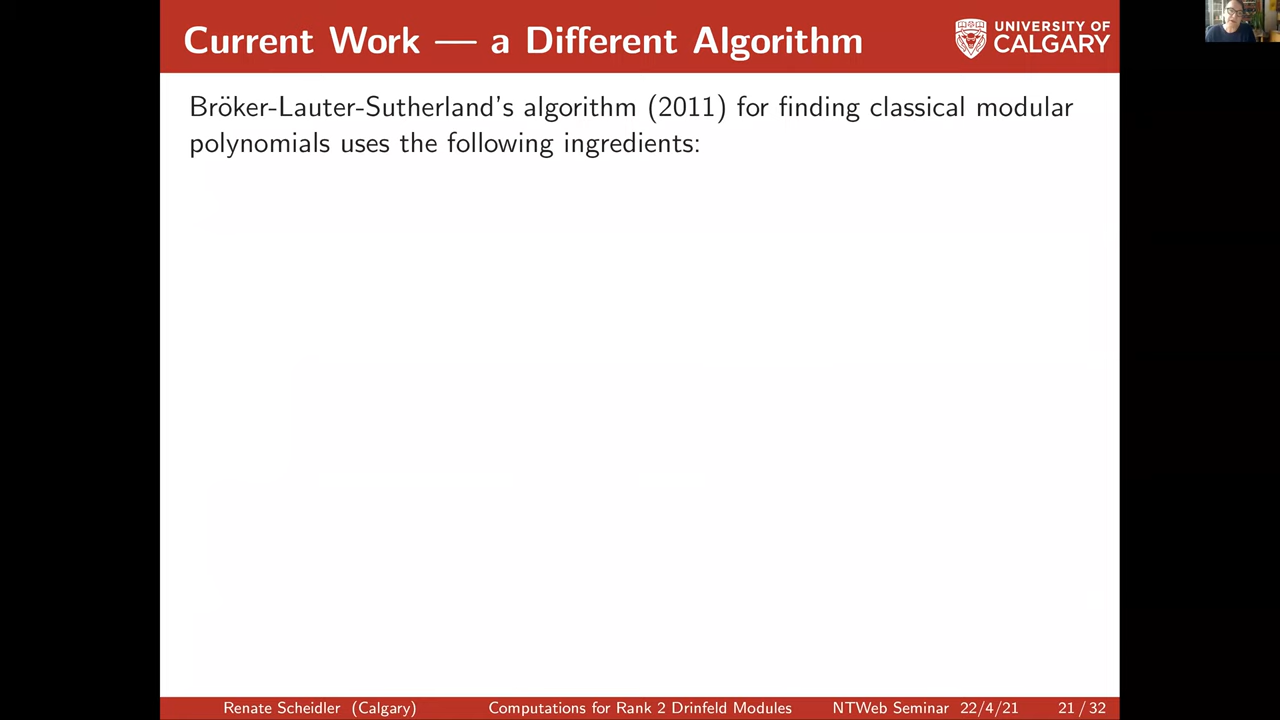 Current Work — a Different Algorithm
UNIVERSITY OF
CALGARY
Bröker-Lauter-Sutherland's algorithm (2011) for finding classical modular
polynomials uses the following ingredients:
Renate Scheidler (Calgary) Computations for Rank 2 Drinfeld Modules NTWeb Seminar 22/4/21 21 / 32